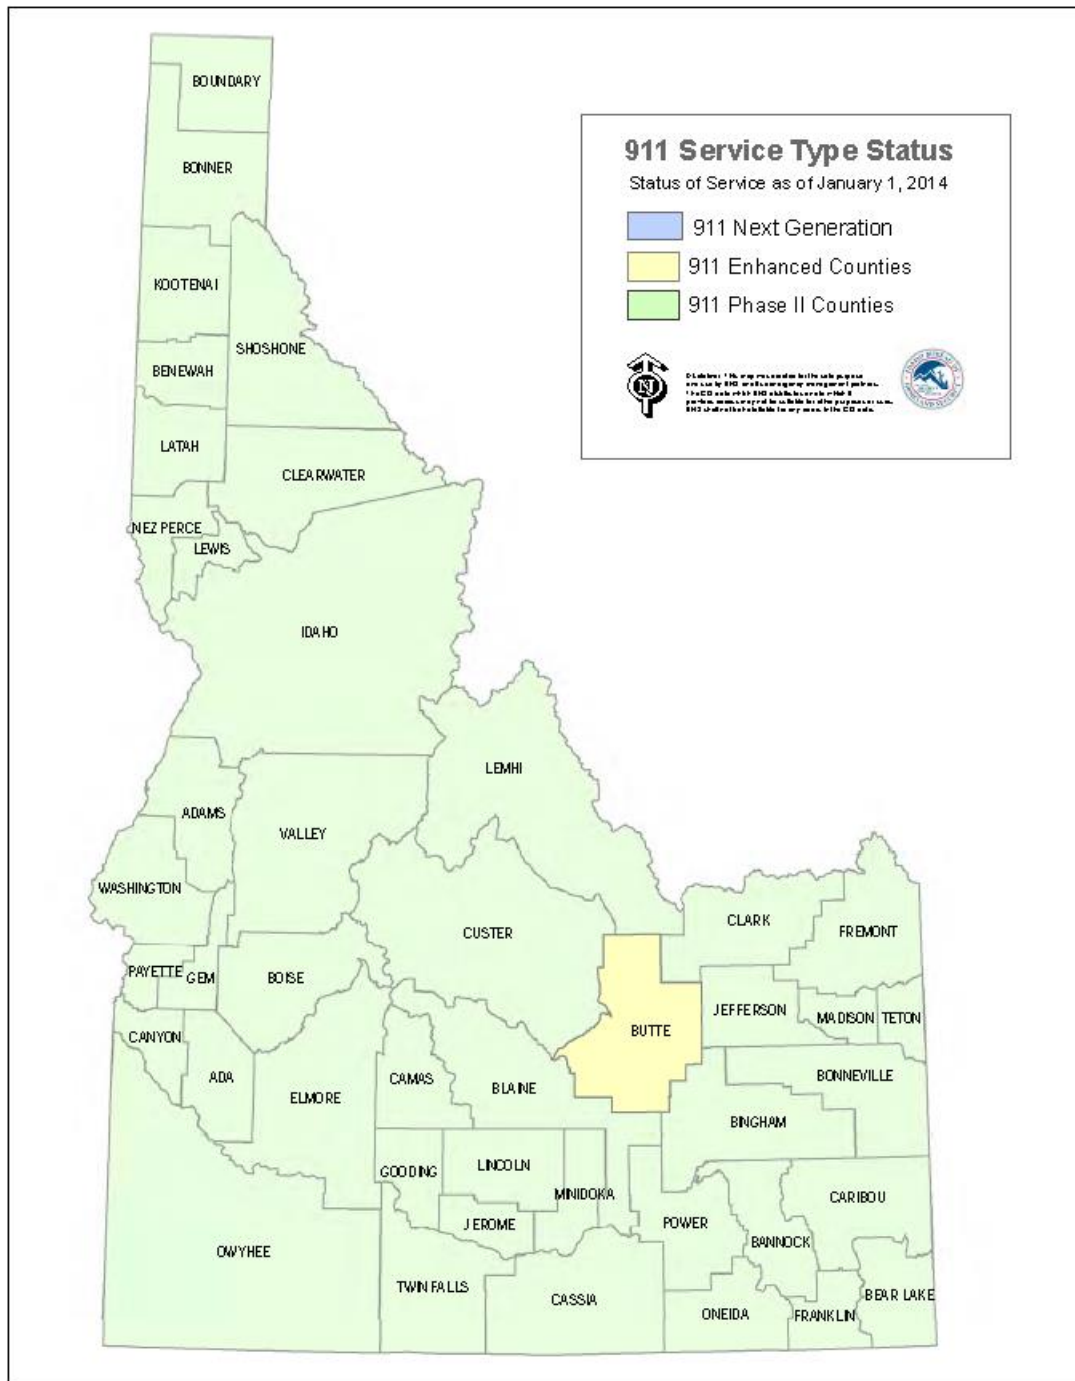 BOUNDARY
BONNER
911 Service Type Status
Status of Service as of January 1, 2014
911 Next Generation
911 Enhanced Counties
911 Phase II Counties
KOOTENAI
SHOSHONE
BENEWAH
LATAH
CLEARWATER
NEZ PERCE
LEWIS
IDAHO
LEMHI
ADAMS
VALLEY
WASHINGTON
CUSTER
CLARK
FREMONT
PAYETTE
GEM
BOISE
JEFFERSON
MADISON
TETON
CANYON
BUTTE
ADA
CAMAS
BLAINE
BONNEVILLE
ELMORE
BINGHAM
GOODING
LINCOLN
MINIDOKA
CARIBOU
JEROME
POWER
BANNOCK
OWYHEE
TWIN FALLS
CASSIA
BEAR LAKE
ONEIDA
FRANKLIN